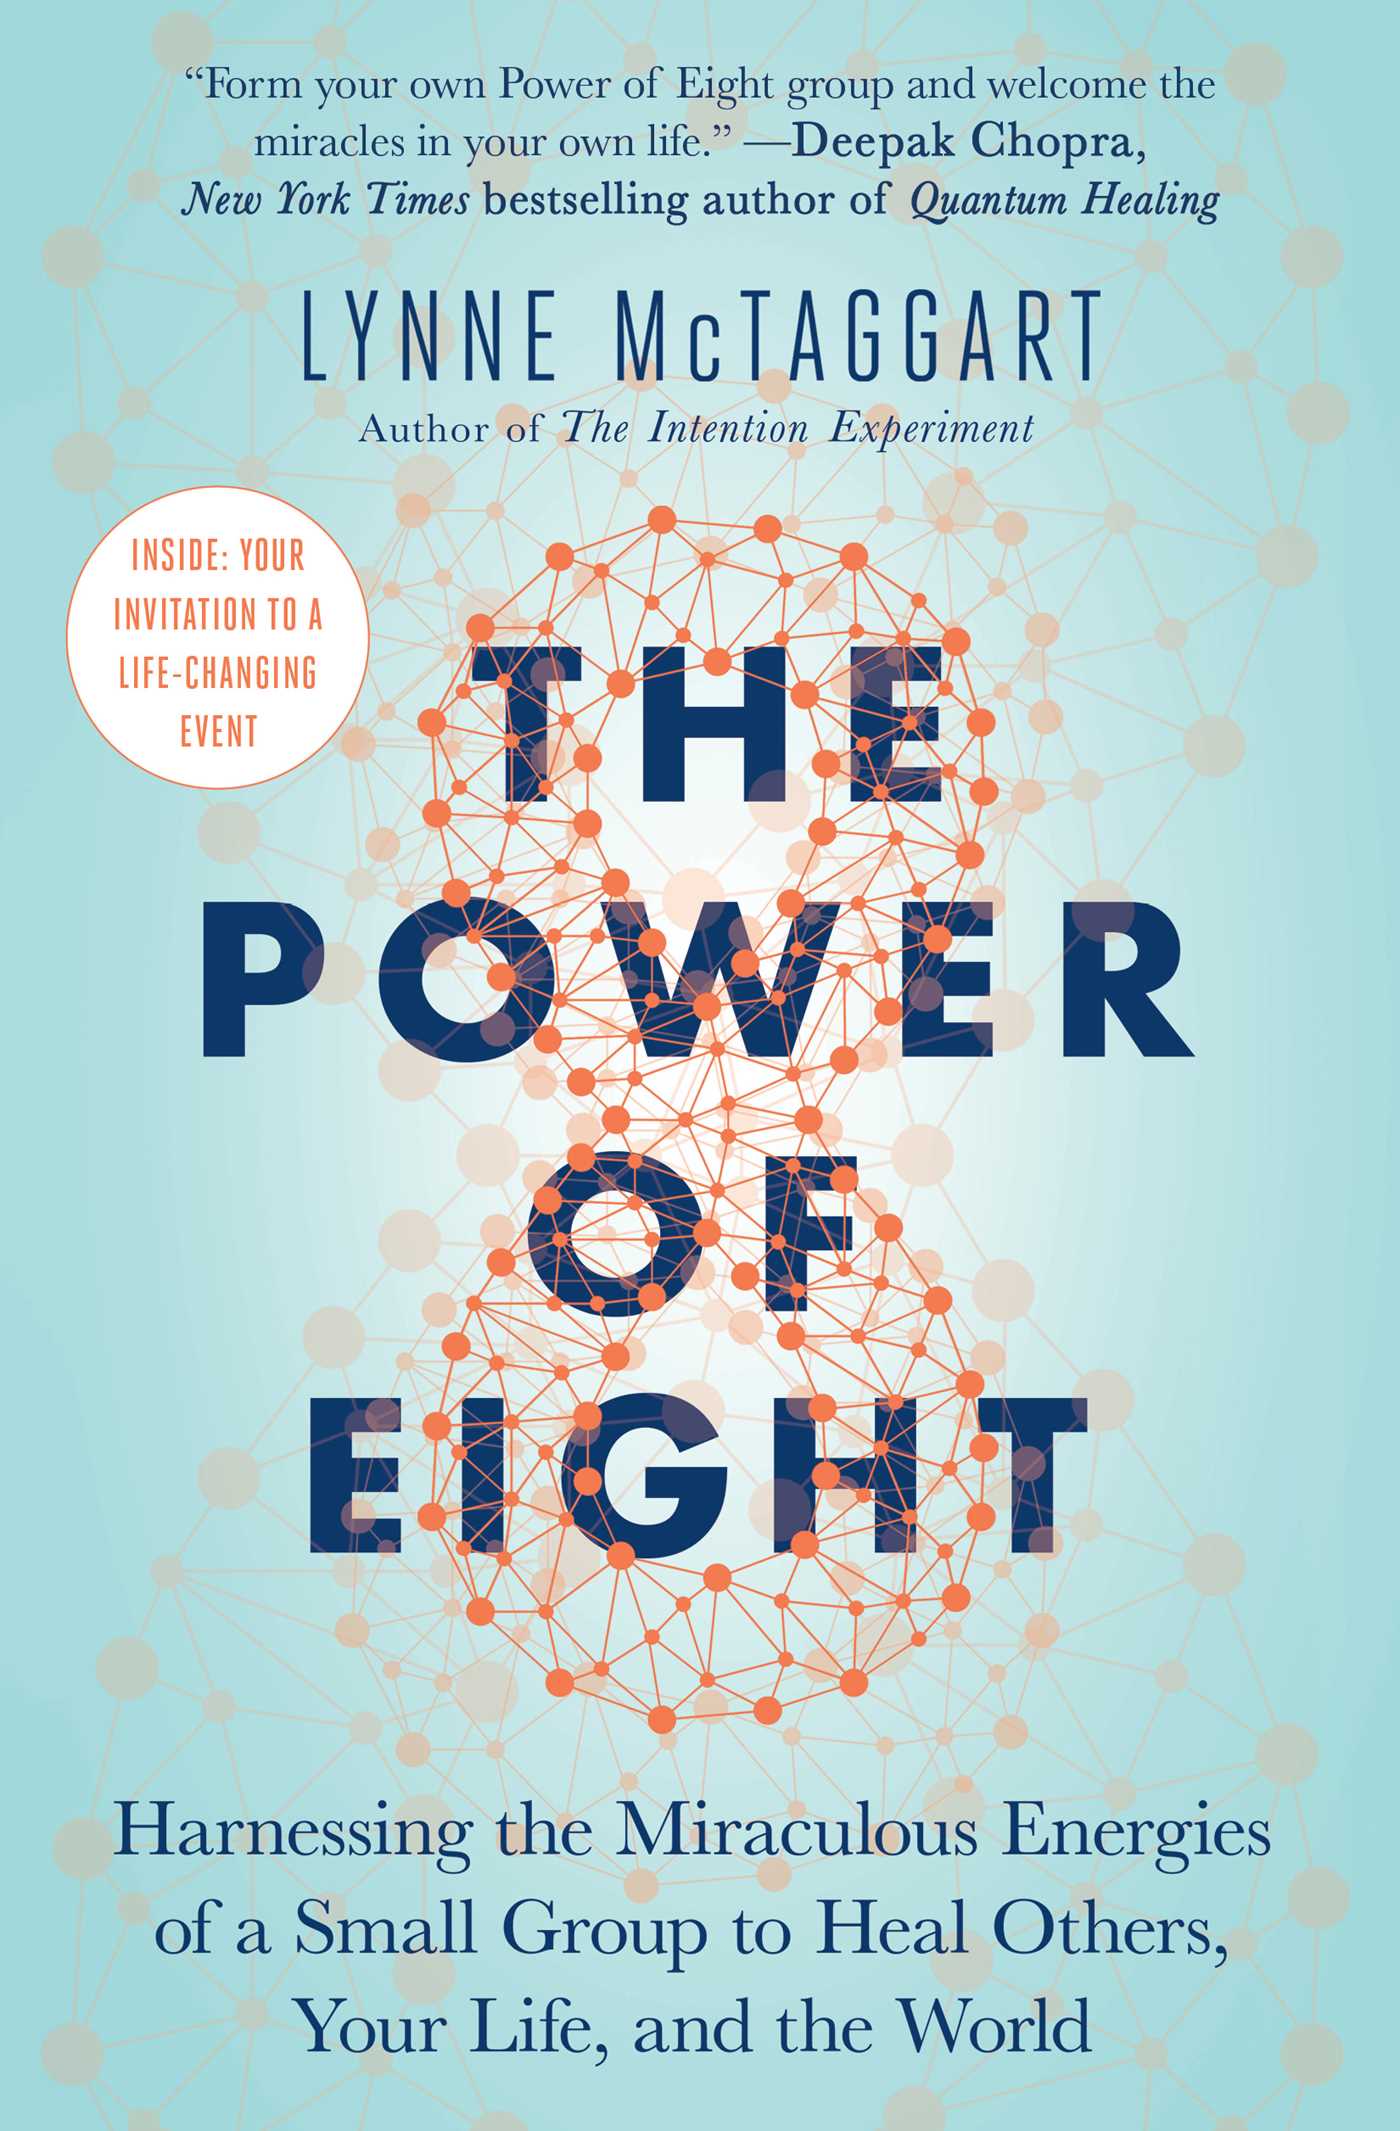 “Form your own Power of Eight group and welcome the
miracles in your own life.” —Deepak Chopra,
New York Times bestselling author of Quantum Healing
LYNNE McTAGGART
Author of The Intention Experiment
INSIDE: YOUR
INVITATION TO A
LIFE-CHANGING
EVENT
THE
POWER
OF
EIGHT
Harnessing the Miraculous Energies
of a Small Group to Heal Others,
Your Life, and the World